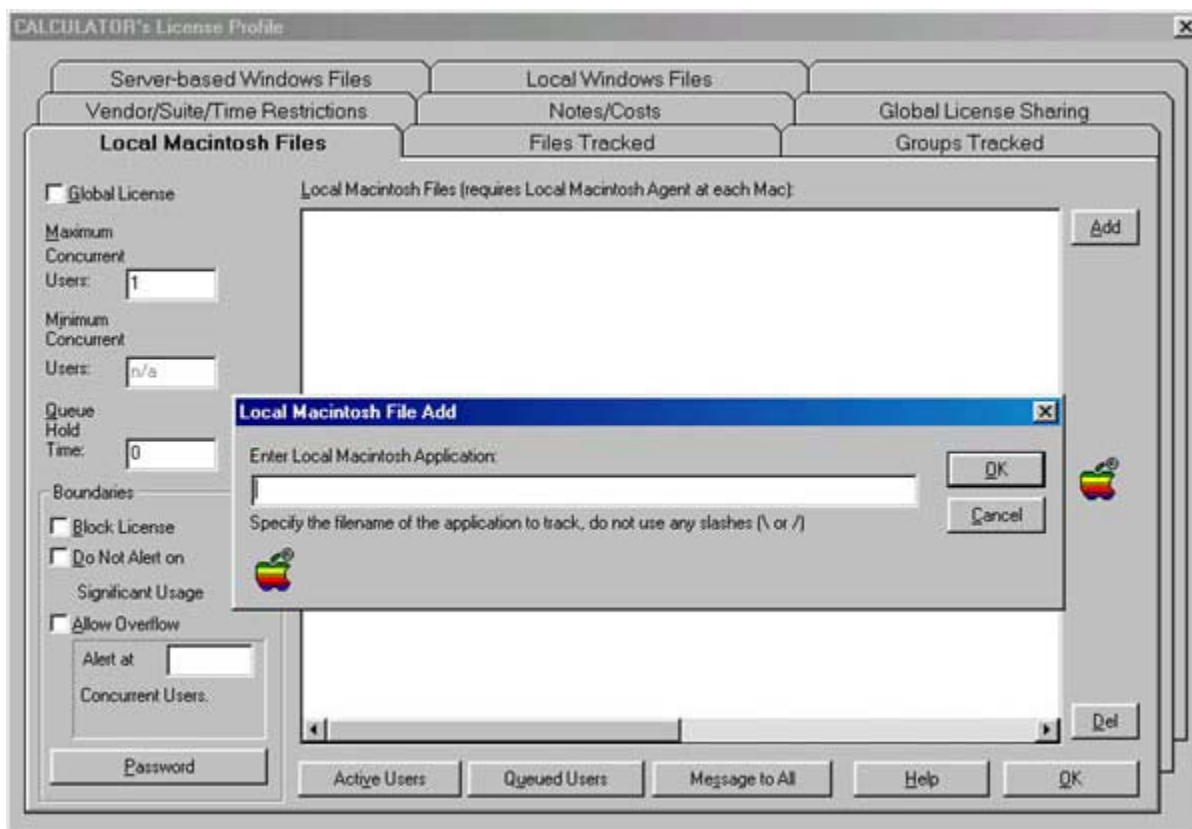 CALCULATOR's License Profile
Server-based Windows Files
Local Windows Files
Vendor/Suite/Time Restrictions
Notes/Costs
Global License Sharing
Local Macintosh Files
Files Tracked
Groups Tracked
Global License
Maximum
Concurrent
Users: 1
Minimum
Concurrent
Users: n/a
Queue
Hold
Time: 0
Boundaries
Block License
Do Not Alert on
Significant Usage
Allow Overflow
Alert at
Concurrent Users.
Password
Local Macintosh Files (requires Local Macintosh Agent at each Mac):
Add
Local Macintosh File Add
Enter Local Macintosh Application:
Specify the filename of the application to track, do not use any slashes (\ or /)
OK
Cancel
Del
Active Users
Queued Users
Message to All
Help
OK